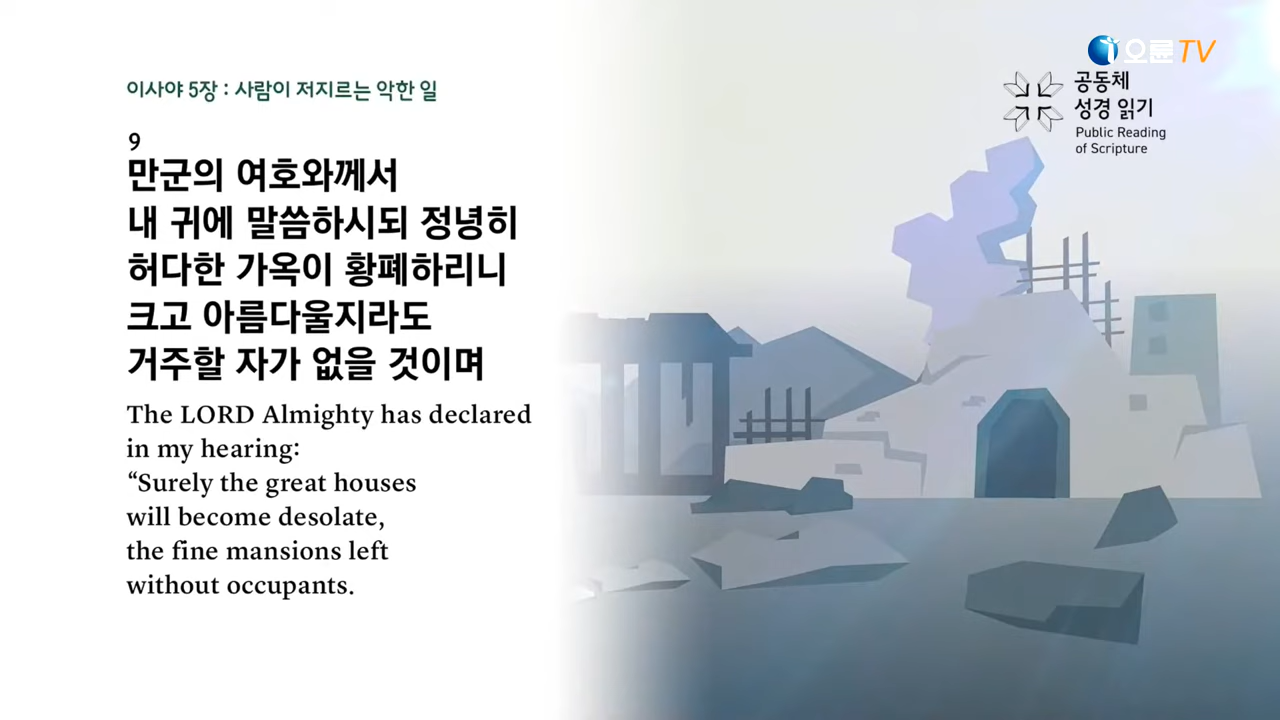 오륜TV
공동체
성경 읽기
Public Reading
of Scripture
이사야 5장 : 사람이 저지르는 악한 일
9
만군의 여호와께서
내 귀에 말씀하시되 정녕히
허다한 가옥이 황폐하리니
크고 아름다울지라도
거주할 자가 없을 것이며
The LORD Almighty has declared
in my hearing:
“Surely the great houses
will become desolate,
the fine mansions left
without occupants.